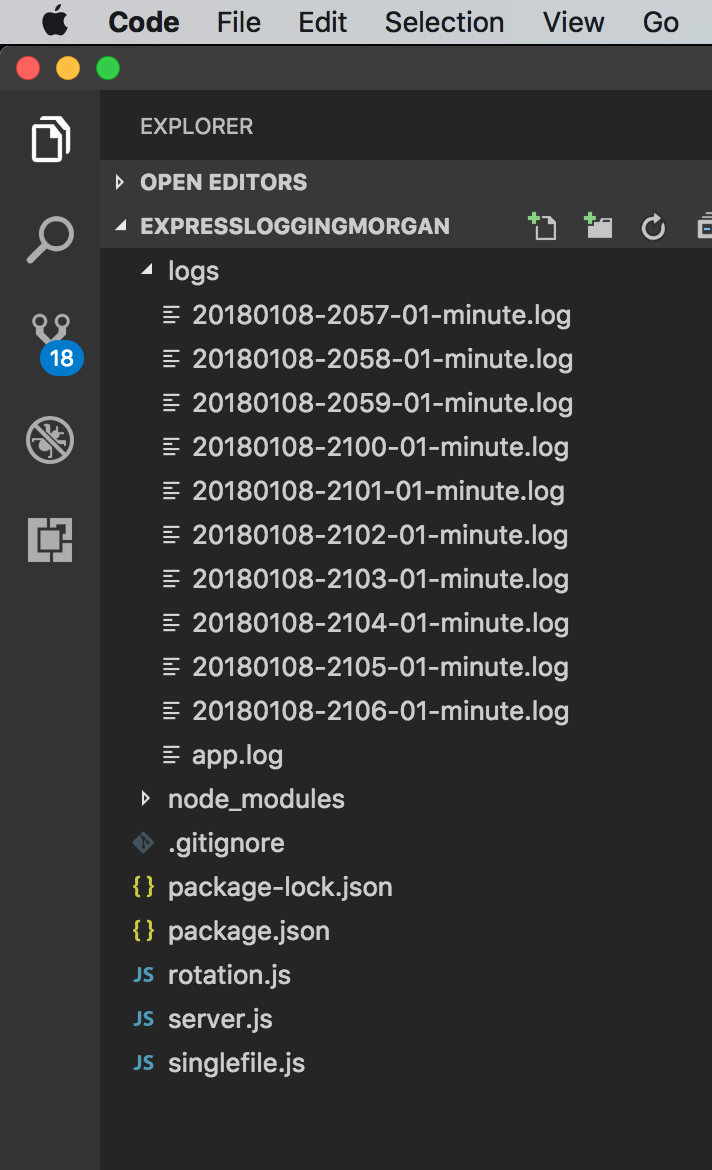 Code File Edit Selection View Go
EXPLORER
OPEN EDITORS
EXPRESSLOGGINGMORGAN
logs
20180108-2057-01-minute.log
20180108-2058-01-minute.log
18
20180108-2059-01-minute.log
20180108-2100-01-minute.log
20180108-2101-01-minute.log
20180108-2102-01-minute.log
20180108-2103-01-minute.log
20180108-2104-01-minute.log
20180108-2105-01-minute.log
20180108-2106-01-minute.log
app.log
node_modules
.gitignore
{ } package-lock.json
{ } package.json
JS rotation.js
JS server.js
JS singlefile.js